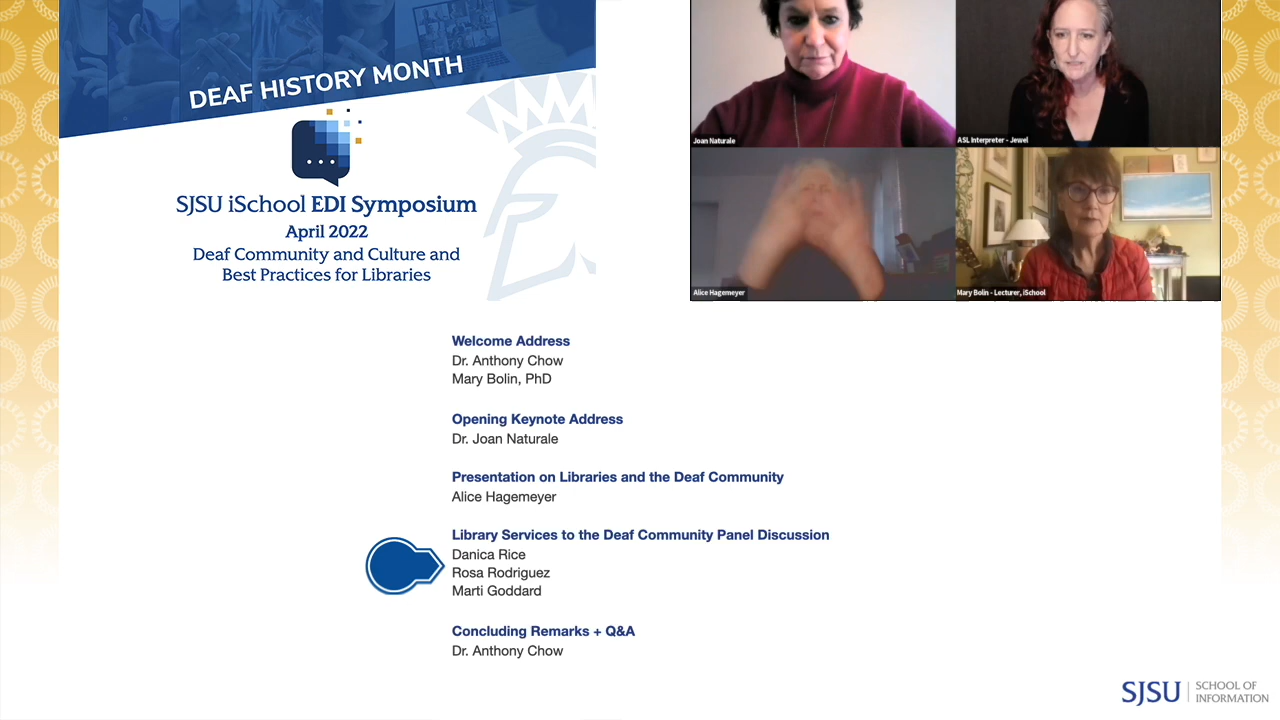 DEAF HISTORY MONTH
SJSU iSchool EDI Symposium
April 2022
Deaf Community and Culture and
Best Practices for Libraries
Joan Naturale
ASL Interpreter - Jewel
Alice Hagemeyer
Mary Bolin - Lecturer, iSchool
Welcome Address
Dr. Anthony Chow
Mary Bolin, PhD
Opening Keynote Address
Dr. Joan Naturale
Presentation on Libraries and the Deaf Community
Alice Hagemeyer
Library Services to the Deaf Community Panel Discussion
Danica Rice
Rosa Rodriguez
Marti Goddard
Concluding Remarks + Q&A
Dr. Anthony Chow
SJSU | SCHOOL OF
INFORMATION